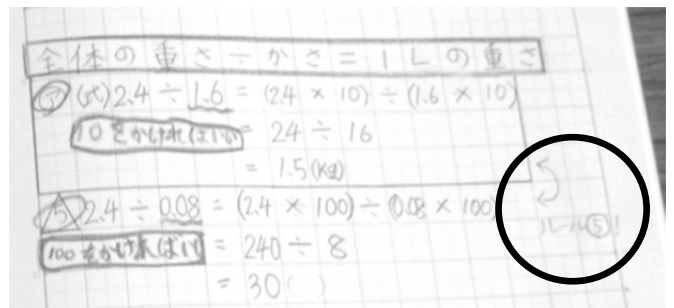 全体の重さ÷かさ=1Lの重さ
ア (式)2.4÷1.6=(2.4×10)÷(1.6×10)
10をかければいい = 24÷16
= 1.5(kg)
5 2.4÷0.08=(2.4×100)÷(0.08×100)
ルール⑤!
100をかければいい = 240÷8
= 30( )